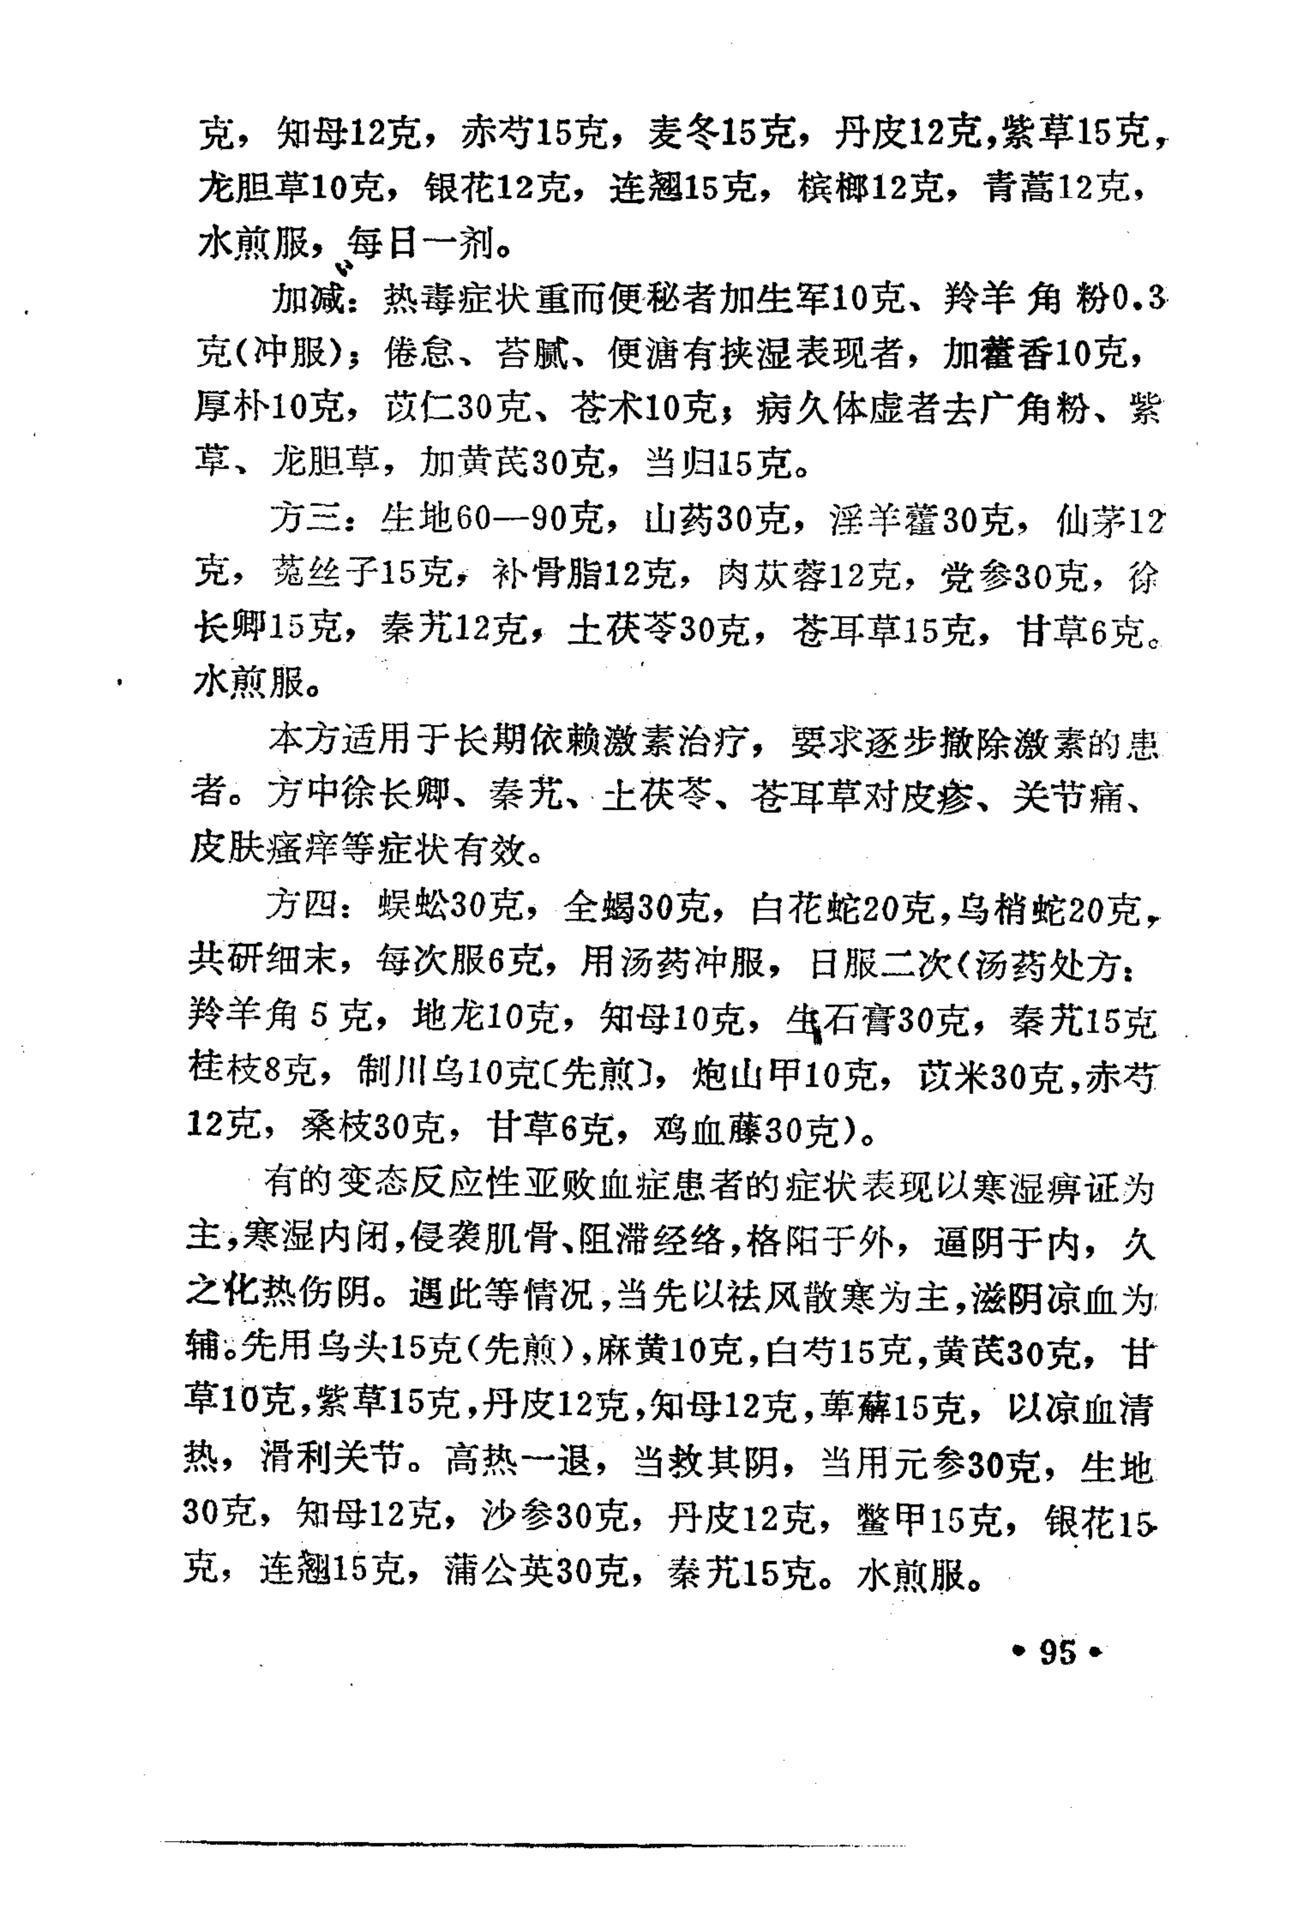 克，知母12克，赤芍15克，麦冬15克，丹皮12克，紫草15克，
龙胆草10克，银花12克，连翘15克，槟榔12克，青蒿12克，
水煎服，每日一剂。
加减：热毒症状重而便秘者加生军10克、羚羊角粉0.3
克(冲服)；倦怠、苔腻、便溏有挟湿表现者，加藿香10克，
厚朴10克，苡仁30克、苍术10克；病久体虚者去广角粉、紫
草、龙胆草，加黄芪30克，当归15克。
方三：生地60—90克，山药30克，淫羊藿30克，仙茅12
克，菟丝子15克，补骨脂12克，肉苁蓉12克，党参30克，徐
长卿15克，秦艽12克，土茯苓30克，苍耳草15克，甘草6克。
水煎服。
本方适用于长期依赖激素治疗，要求逐步撤除激素的患
者。方中徐长卿、秦艽、土茯苓、苍耳草对皮疹、关节痛、
皮肤瘙痒等症状有效。
方四：蜈蚣30克，全蝎30克，白花蛇20克，乌梢蛇20克，
共研细末，每次服6克，用汤药冲服，日服二次(汤药处方：
羚羊角5克，地龙10克，知母10克，生石膏30克，秦艽15克
桂枝8克，制川乌10克〔先煎〕，炮山甲10克，苡米30克，赤芍
12克，桑枝30克，甘草6克，鸡血藤30克)。
有的变态反应性亚败血症患者的症状表现以寒湿痹证为
主，寒湿内闭，侵袭肌骨、阻滞经络，格阳于外，逼阴于内，久
之化热伤阴。遇此等情况，当先以祛风散寒为主，滋阴凉血为
辅。先用乌头15克(先煎)，麻黄10克，白芍15克，黄芪30克，甘
草10克，紫草15克，丹皮12克，知母12克，萆薢15克，以凉血清
热，滑利关节。高热一退，当救其阴，当用元参30克，生地
30克，知母12克，沙参30克，丹皮12克，鳖甲15克，银花15
克，连翘15克，蒲公英30克，秦艽15克。水煎服。
•95•